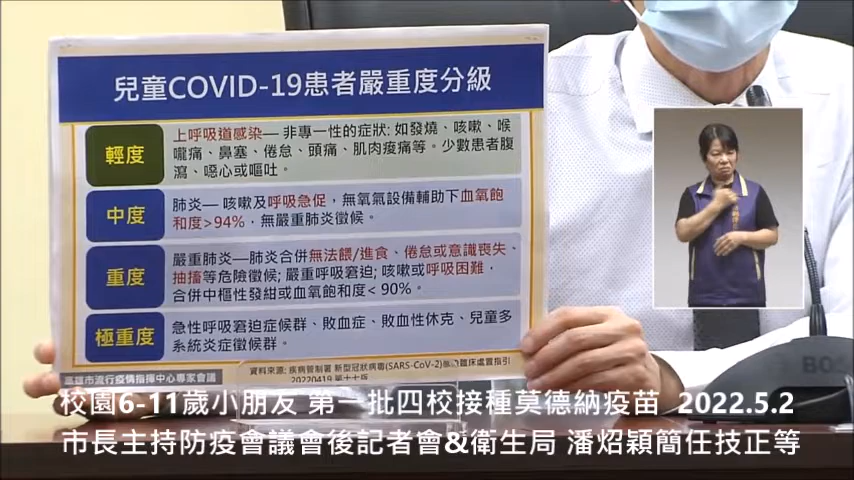 兒童COVID-19患者嚴重度分級
輕度
上呼吸道感染— 非專一性的症狀: 如發燒、咳嗽、喉
嚨痛、鼻塞、倦怠、頭痛、肌肉痠痛等。少數患者腹
瀉、噁心或嘔吐。
中度
肺炎— 咳嗽及呼吸急促，無氧氣設備輔助下血氧飽
和度>94%，無嚴重肺炎徵候。
重度
嚴重肺炎—肺炎合併無法餵/進食、倦怠或意識喪失、
抽搐等危險徵候; 嚴重呼吸窘迫; 咳嗽或呼吸困難，
合併中樞性發紺或血氧飽和度< 90%。
極重度
急性呼吸窘迫症候群、敗血症、敗血性休克、兒童多
系統炎症徵候群。
高雄市流行疫情指揮中心專家會議
資料來源: 疾病管制署 新型冠狀病毒(SARS-CoV-2)感染臨床處置指引
20220419 第十七版
校園6-11歲小朋友 第一批四校接種莫德納疫苗 2022.5.2
市長主持防疫會議會後記者會&衛生局 潘炤穎簡任技正等